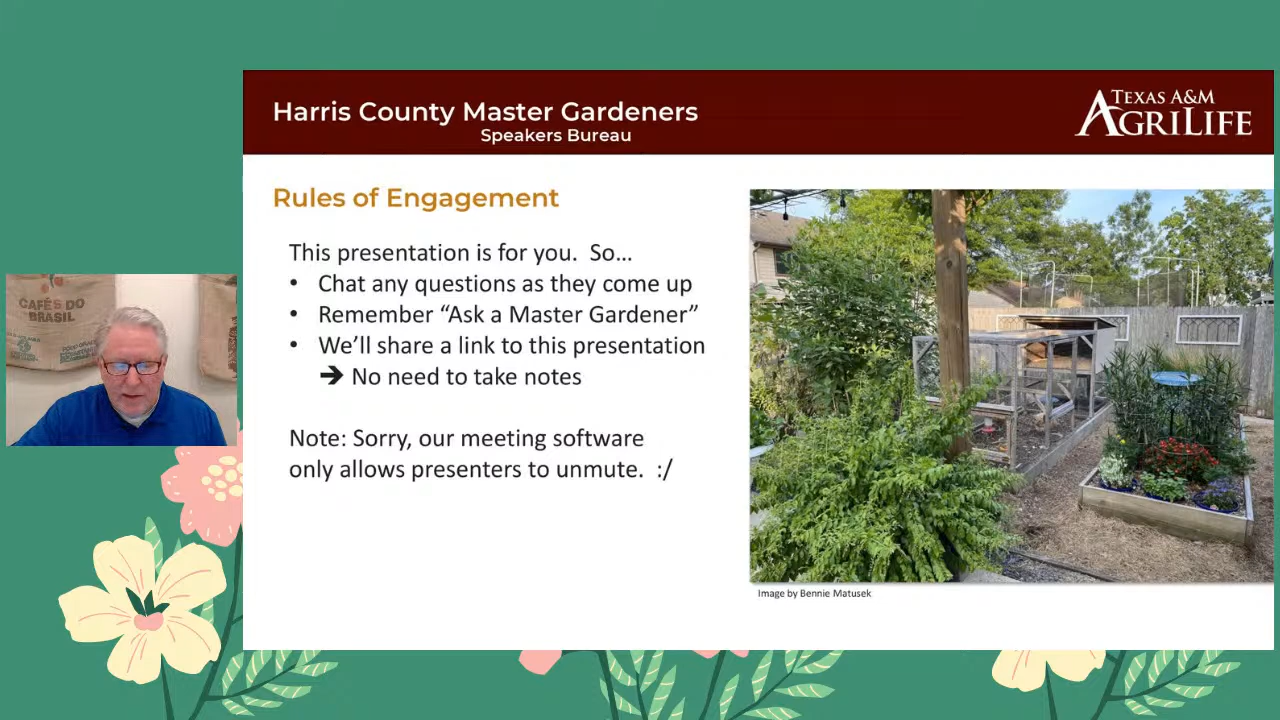 Harris County Master Gardeners
Speakers Bureau
TEXAS A&M
AGRILIFE
Rules of Engagement
This presentation is for you.  So…
• Chat any questions as they come up
• Remember “Ask a Master Gardener”
• We’ll share a link to this presentation
➔ No need to take notes
Note: Sorry, our meeting software
only allows presenters to unmute.  :/
Image by Bennie Matusek
CAFÉS DO
BRASIL